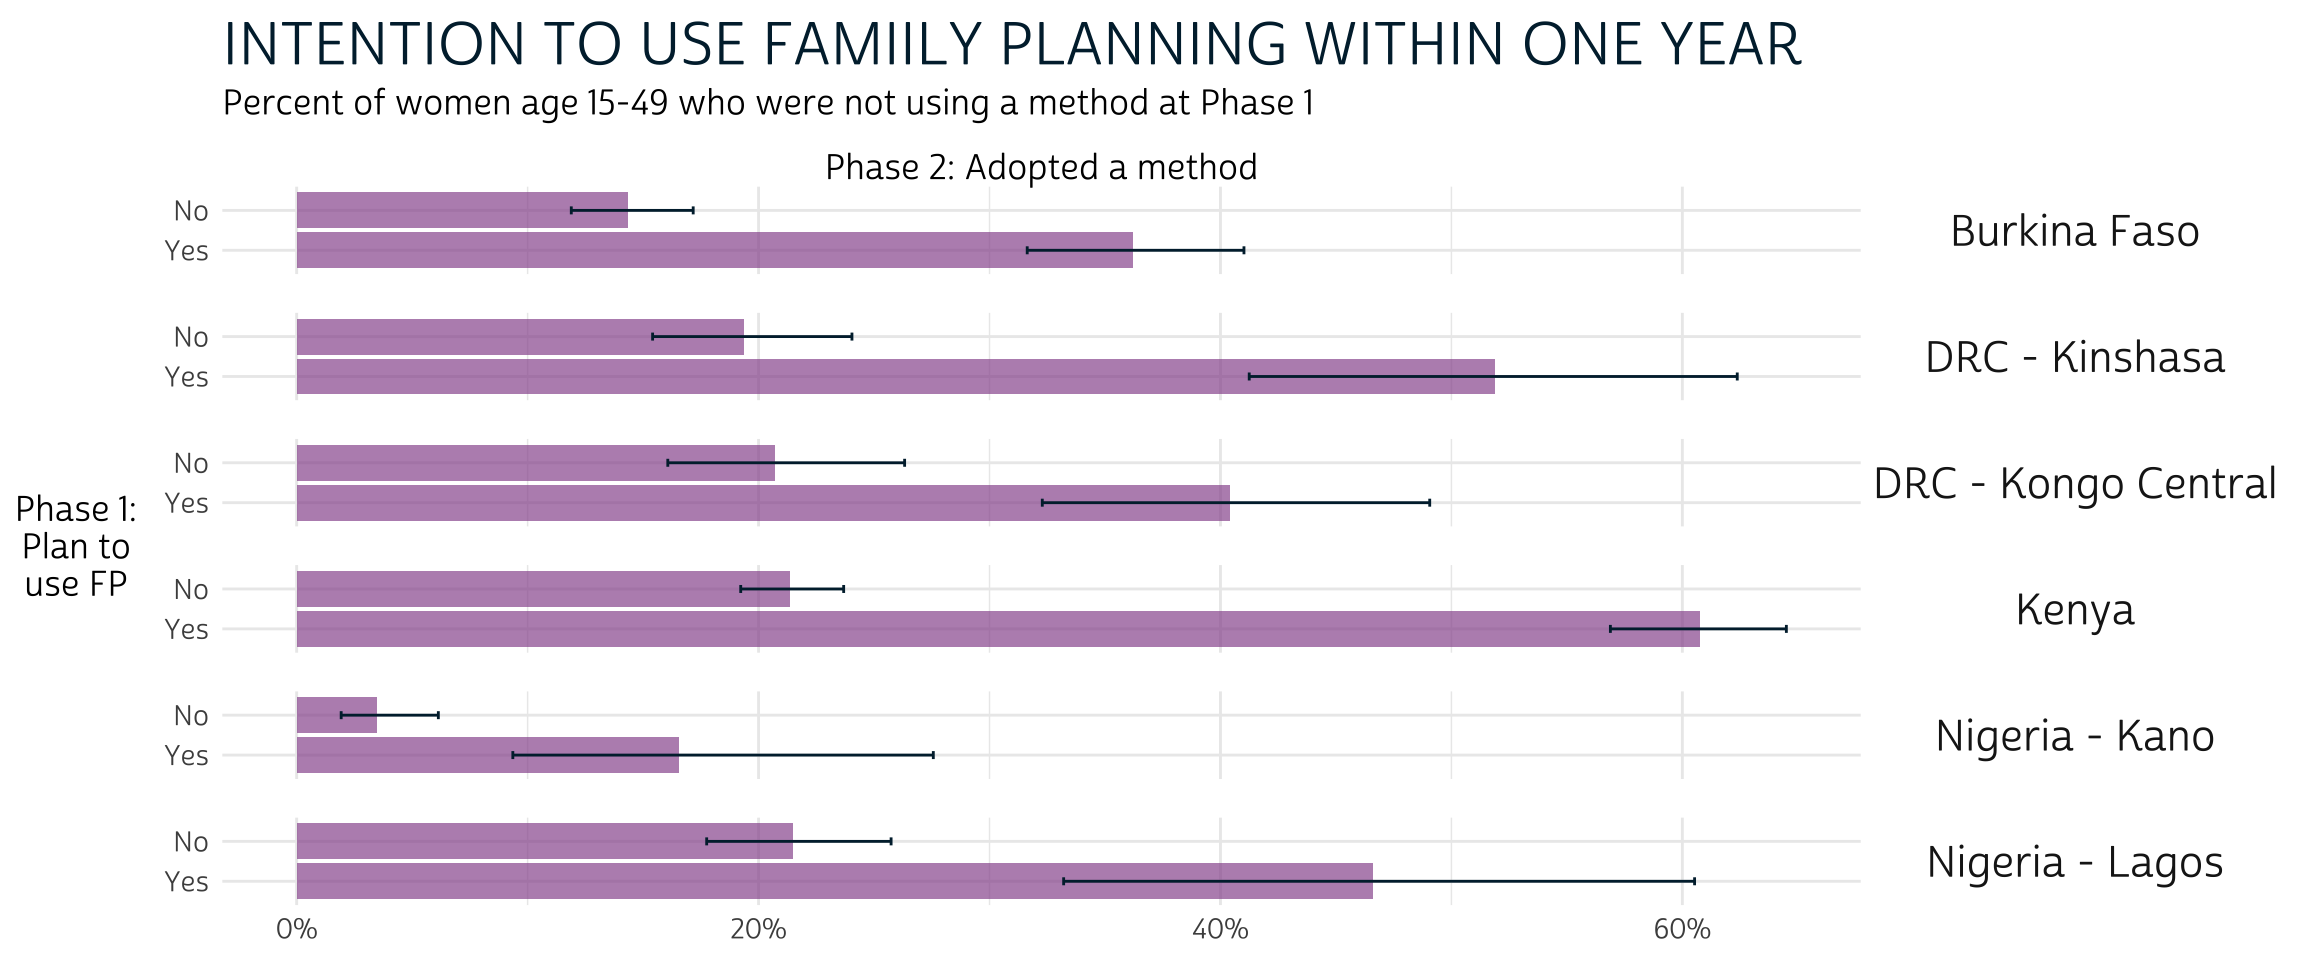 INTENTION TO USE FAMIILY PLANNING WITHIN ONE YEAR
Percent of women age 15-49 who were not using a method at Phase 1
Phase 2: Adopted a method
No
Yes
Burkina Faso
No
Yes
DRC - Kinshasa
No
Yes
DRC - Kongo Central
Phase 1:
Plan to
use FP
No
Yes
Kenya
No
Yes
Nigeria - Kano
No
Yes
Nigeria - Lagos
0% 20% 40% 60%